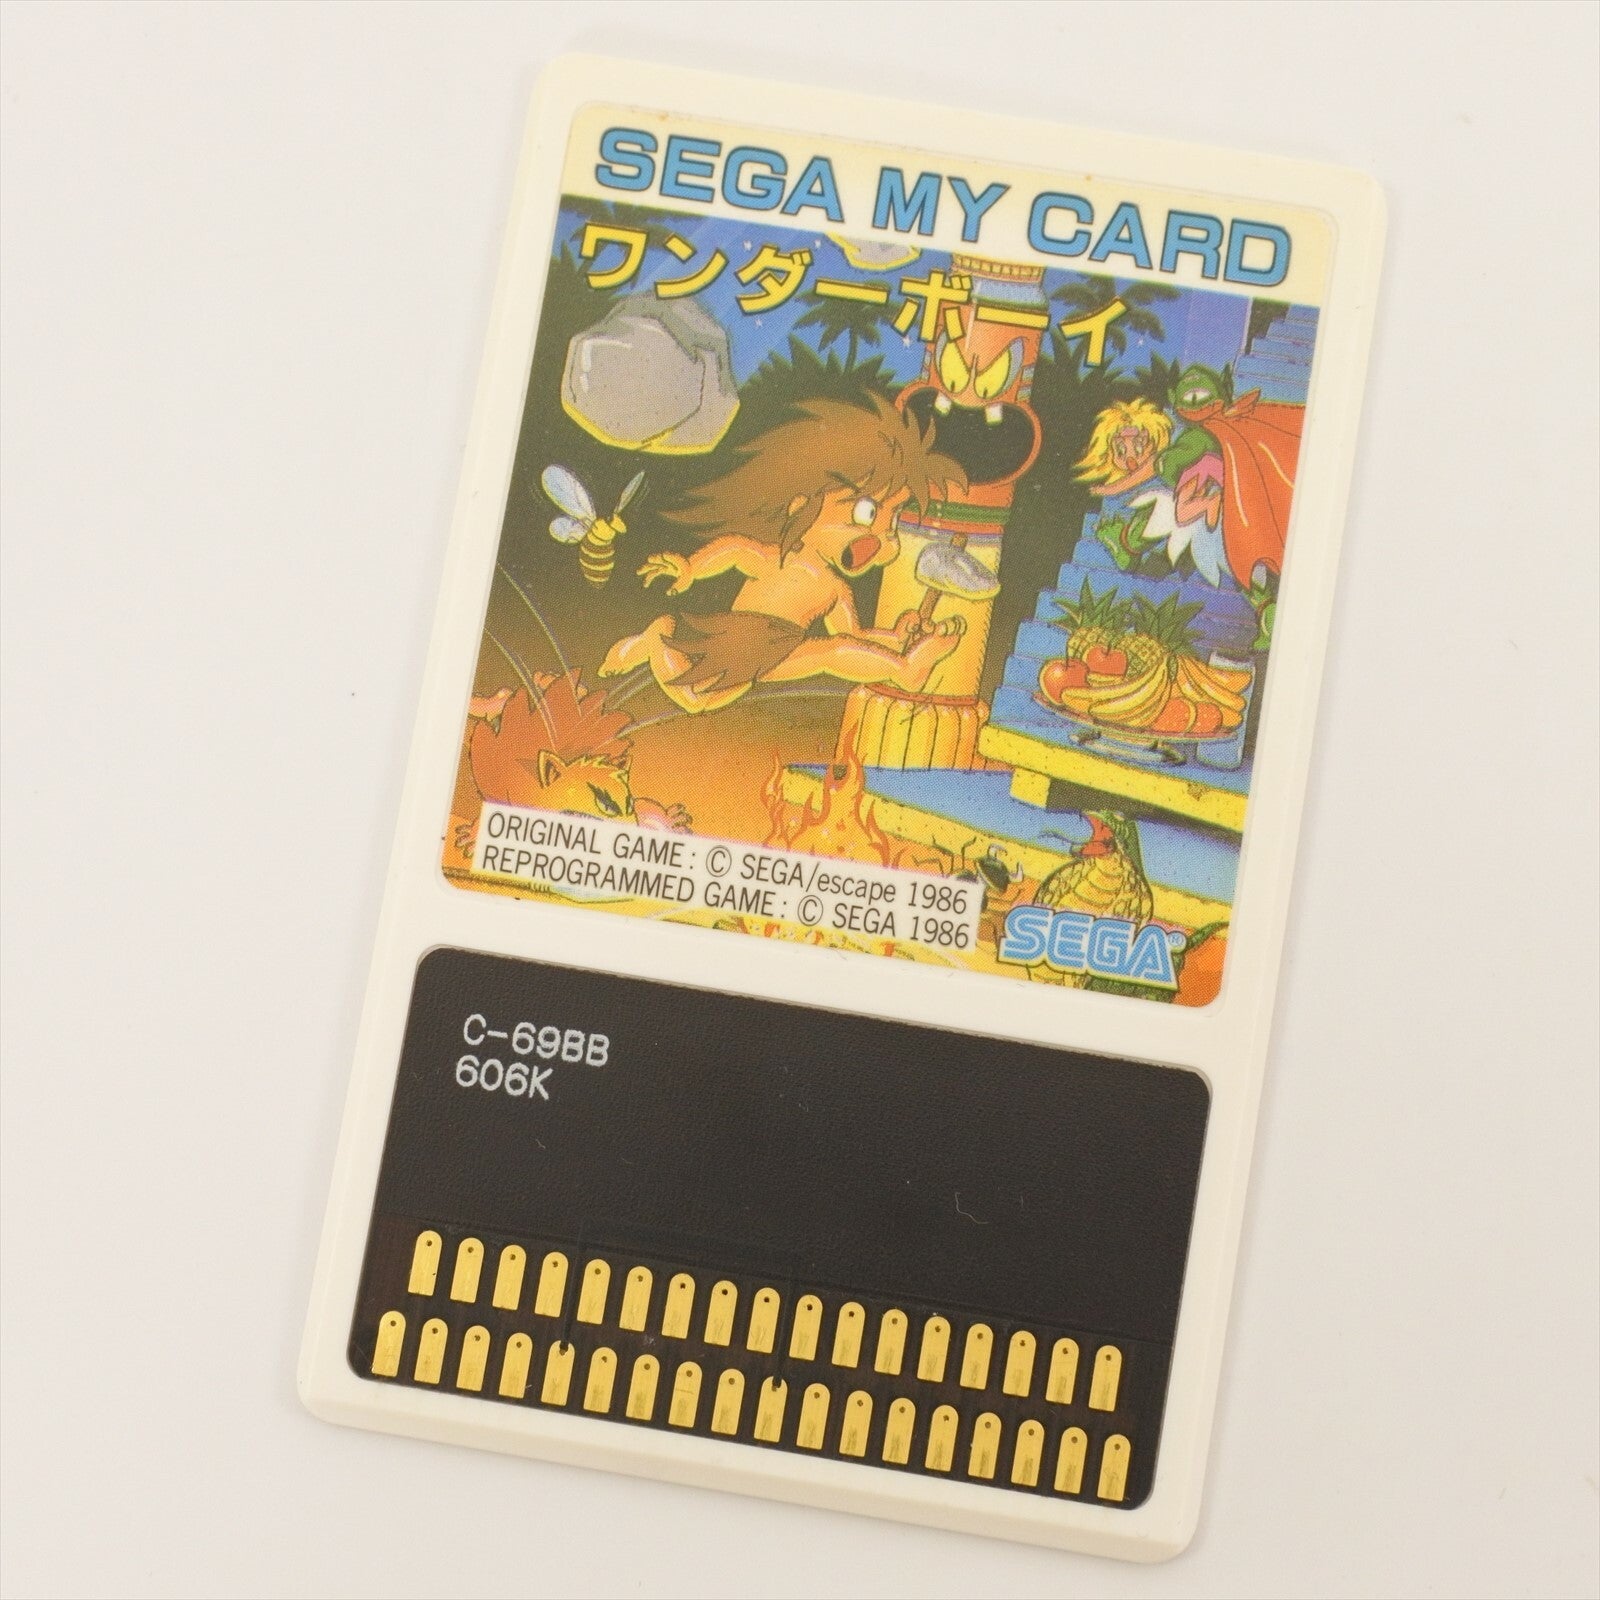 SEGA MY CARD
ワンダーボーイ
ORIGINAL GAME: © SEGA/escape 1986
REPROGRAMMED GAME: © SEGA 1986
SEGA®
C-69BB
606K